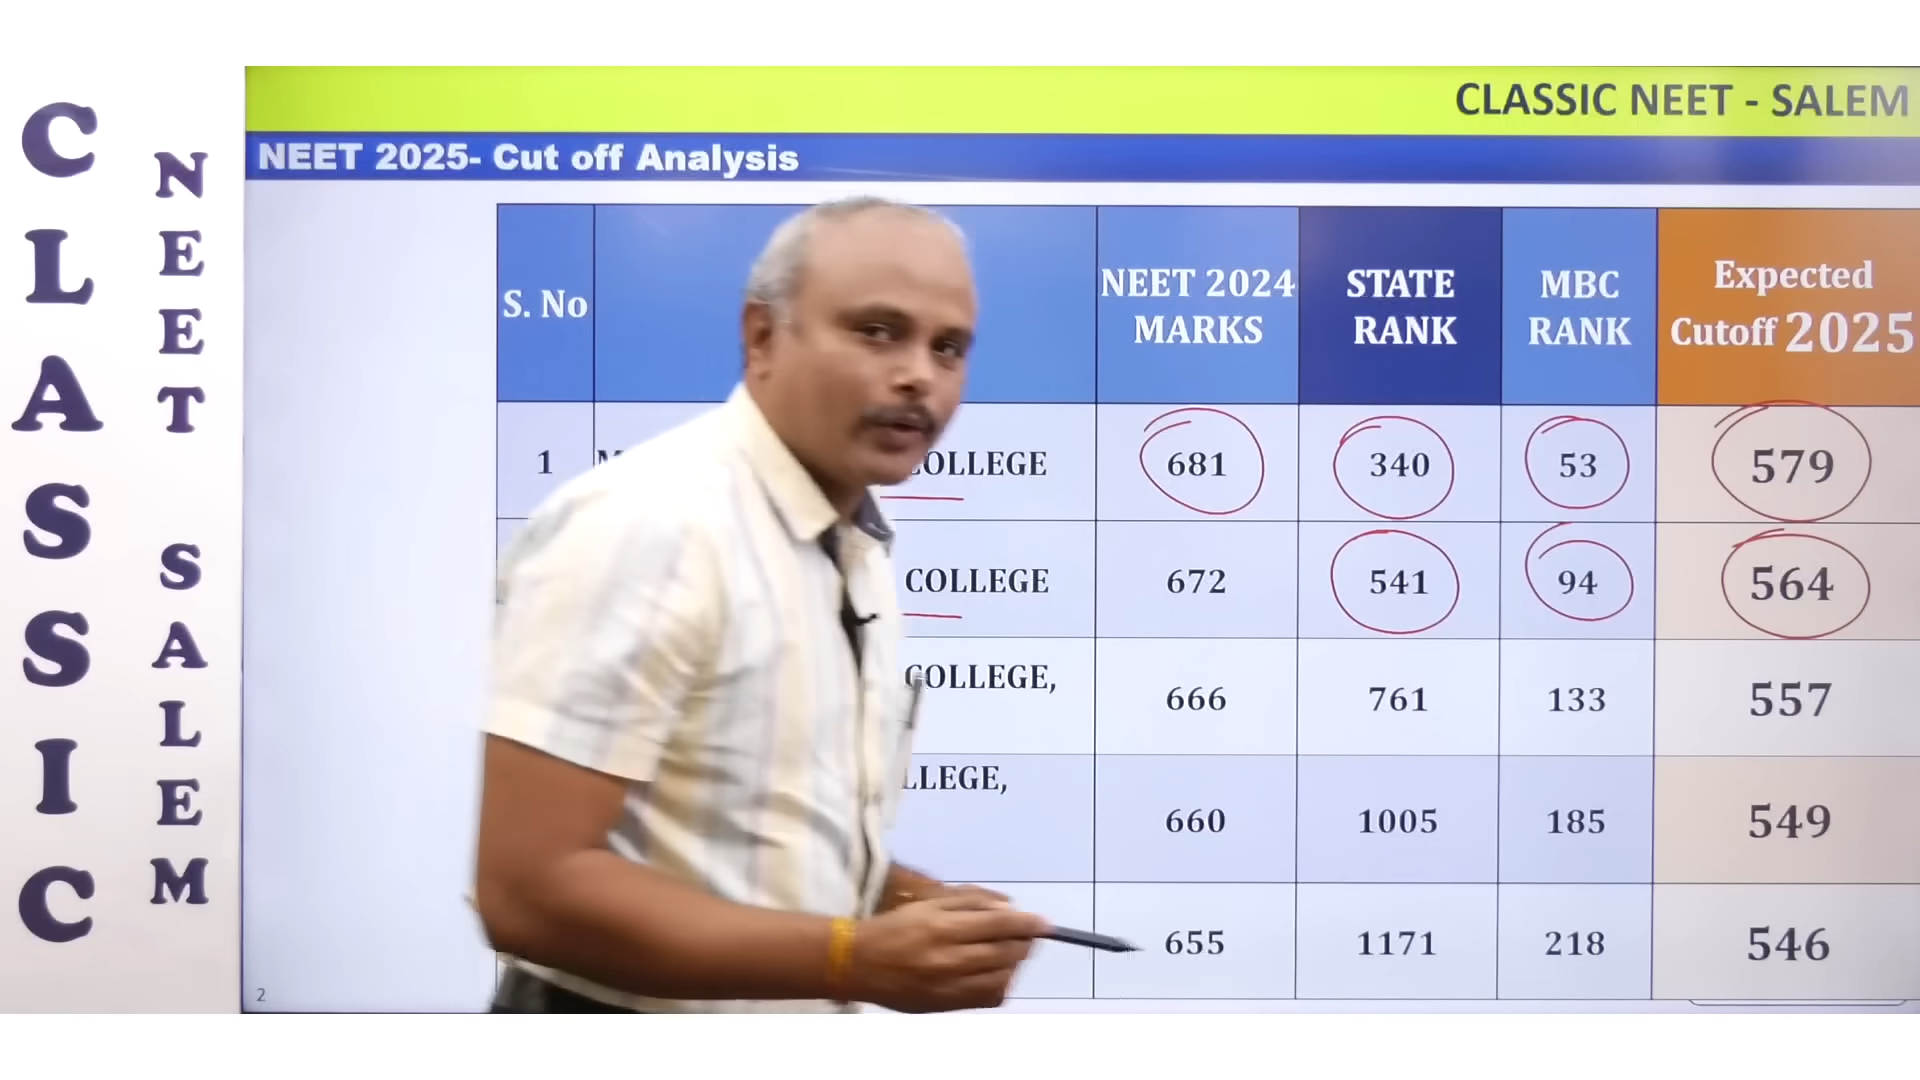 CLASSIC
NEET SALEM
CLASSIC NEET - SALEM
NEET 2025- Cut off Analysis
S. No
NEET 2024 MARKS
STATE RANK
MBC RANK
Expected Cutoff 2025
1 COLLEGE 681 340 53 579
COLLEGE 672 541 94 564
COLLEGE, 666 761 133 557
660 1005 185 549
655 1171 218 546
2